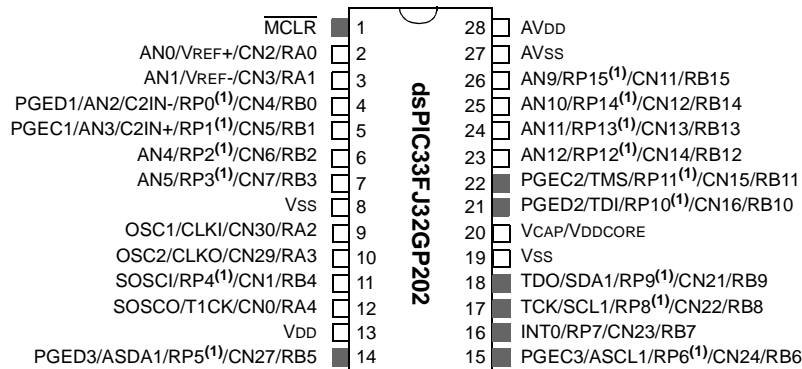 MCLR 1
AN0/VREF+/CN2/RA0 2
AN1/VREF-/CN3/RA1 3
PGED1/AN2/C2IN-/RP0(1)/CN4/RB0 4
PGEC1/AN3/C2IN+/RP1(1)/CN5/RB1 5
AN4/RP2(1)/CN6/RB2 6
AN5/RP3(1)/CN7/RB3 7
VSS 8
OSC1/CLKI/CN30/RA2 9
OSC2/CLKO/CN29/RA3 10
SOSCI/RP4(1)/CN1/RB4 11
SOSCO/T1CK/CN0/RA4 12
VDD 13
PGED3/ASDA1/RP5(1)/CN27/RB5 14
dsPIC33FJ32GP202
28 AVDD
27 AVSS
26 AN9/RP15(1)/CN11/RB15
25 AN10/RP14(1)/CN12/RB14
24 AN11/RP13(1)/CN13/RB13
23 AN12/RP12(1)/CN14/RB12
22 PGEC2/TMS/RP11(1)/CN15/RB11
21 PGED2/TDI/RP10(1)/CN16/RB10
20 VCAP/VDDCORE
19 VSS
18 TDO/SDA1/RP9(1)/CN21/RB9
17 TCK/SCL1/RP8(1)/CN22/RB8
16 INT0/RP7/CN23/RB7
15 PGEC3/ASCL1/RP6(1)/CN24/RB6